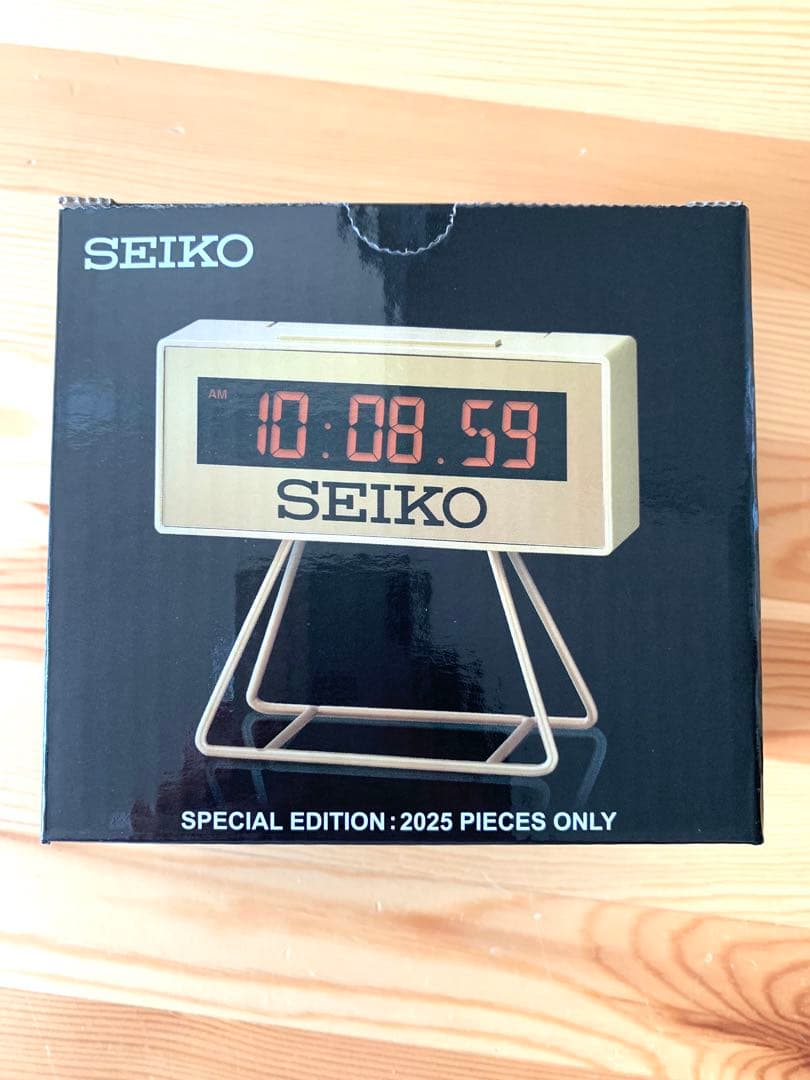 SEIKO
AM
10:08.59
SEIKO
SPECIAL EDITION : 2025 PIECES ONLY